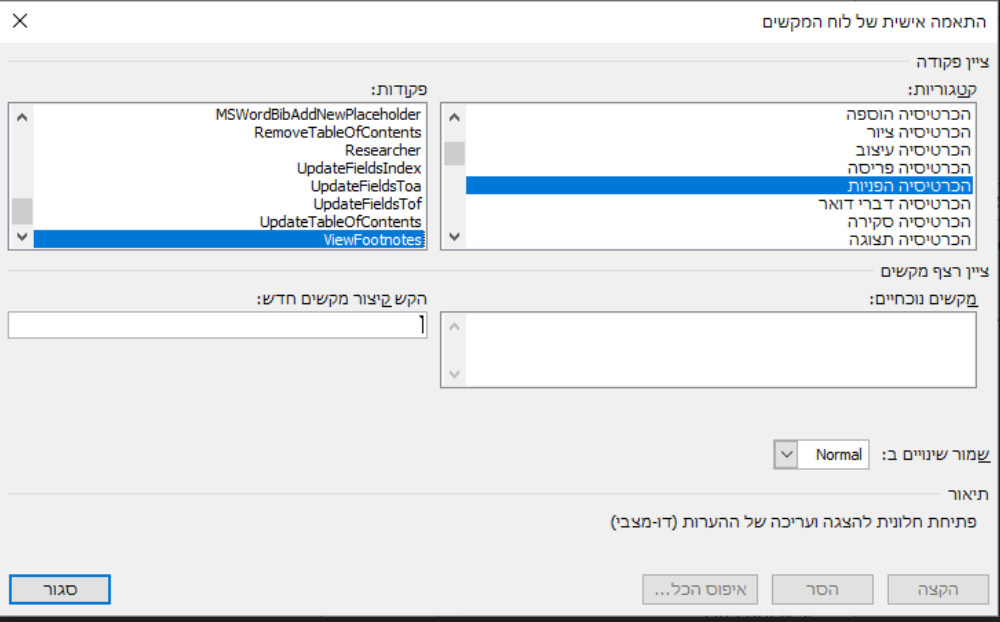 התאמה אישית של לוח המקשים
ציין פקודה
קטגוריות:
הכרטיסיה הוספה
הכרטיסיה ציור
הכרטיסיה עיצוב
הכרטיסיה פריסה
הכרטיסיה הפניות
הכרטיסיה דברי דואר
הכרטיסיה סקירה
הכרטיסיה תצוגה
פקודות:
MSWordBibAddNewPlaceholder
RemoveTableOfContents
Researcher
UpdateFieldsIndex
UpdateFieldsToa
UpdateFieldsTof
UpdateTableOfContents
ViewFootnotes
ציין רצף מקשים
מקשים נוכחיים:
הקש קיצור מקשים חדש:
שמור שינויים ב: Normal
תיאור
פתיחת חלונית להצגה ועריכה של ההערות (דו-מצבי)
הקצה
הסר
איפוס הכל...
סגור